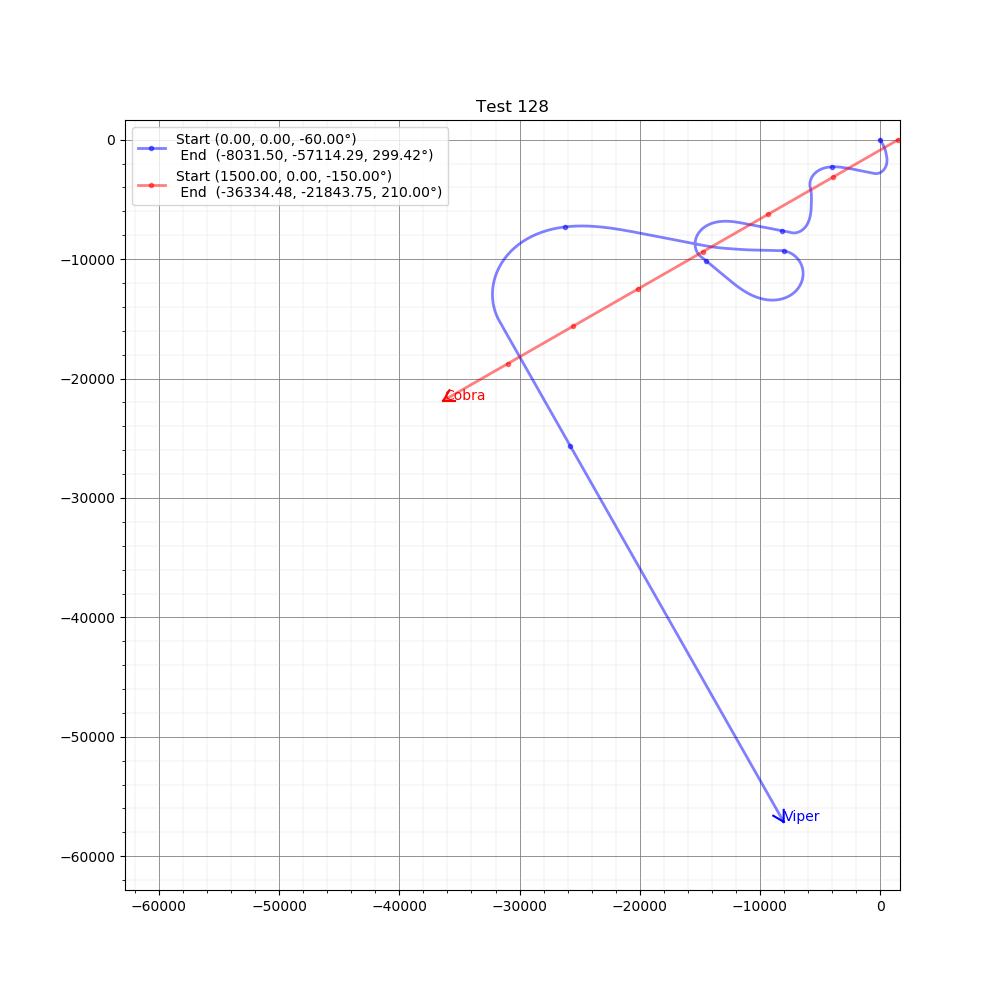 Test 128
Start (0.00, 0.00, -60.00°)
End (-8031.50, -57114.29, 299.42°)
Start (1500.00, 0.00, -150.00°)
End (-36334.48, -21843.75, 210.00°)
0
−10000
−20000
−30000
−40000
−50000
−60000
Cobra
Viper
−60000 −50000 −40000 −30000 −20000 −10000 0